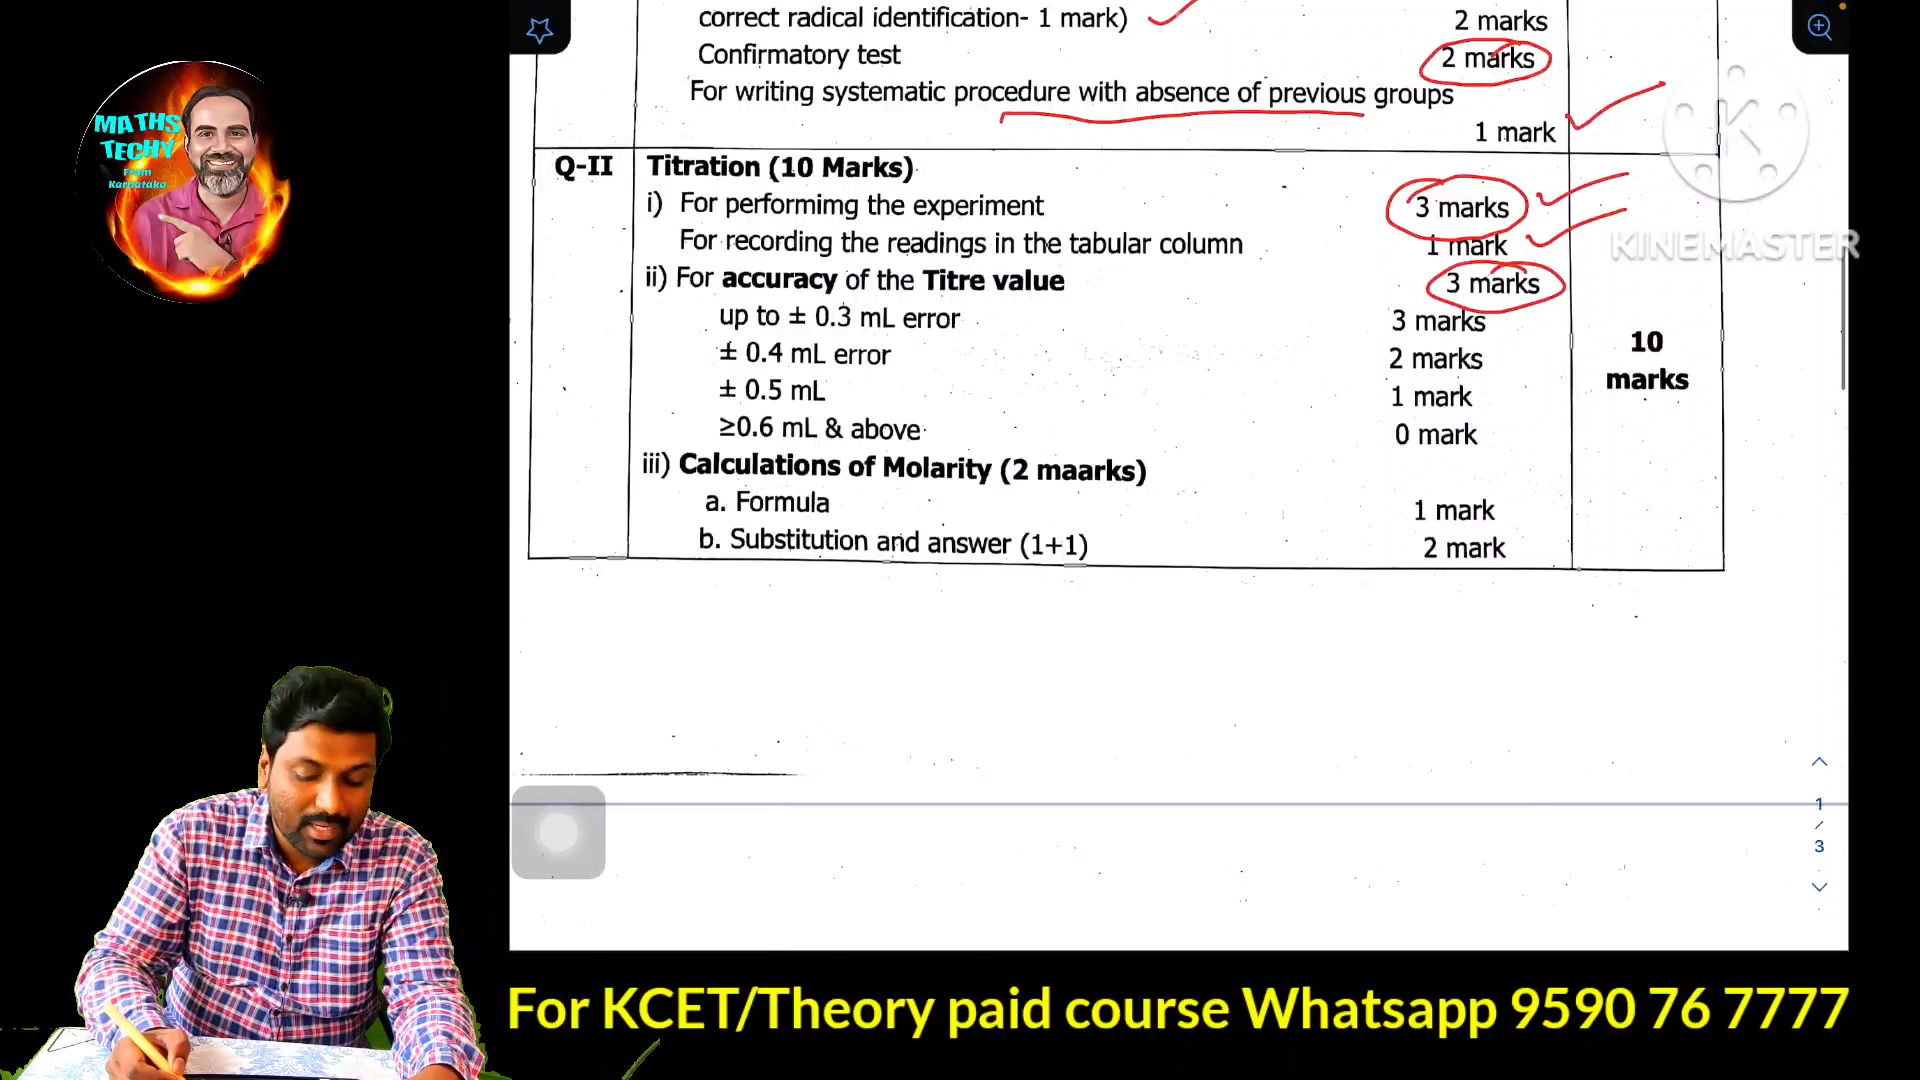 MATHS
TECHY
From
Karnataka
correct radical identification- 1 mark)
2 marks
Confirmatory test
2 marks
For writing systematic procedure with absence of previous groups
1 mark
Q-II
Titration (10 Marks)
i) For performimg the experiment
3 marks
For recording the readings in the tabular column
1 mark
ii) For accuracy of the Titre value
3 marks
up to ± 0.3 mL error
3 marks
± 0.4 mL error
2 marks
± 0.5 mL
1 mark
≥0.6 mL & above
0 mark
10
marks
iii) Calculations of Molarity (2 maarks)
a. Formula
1 mark
b. Substitution and answer (1+1)
2 mark
K
KINEMASTER
1
/
3
For KCET/Theory paid course Whatsapp 9590 76 7777